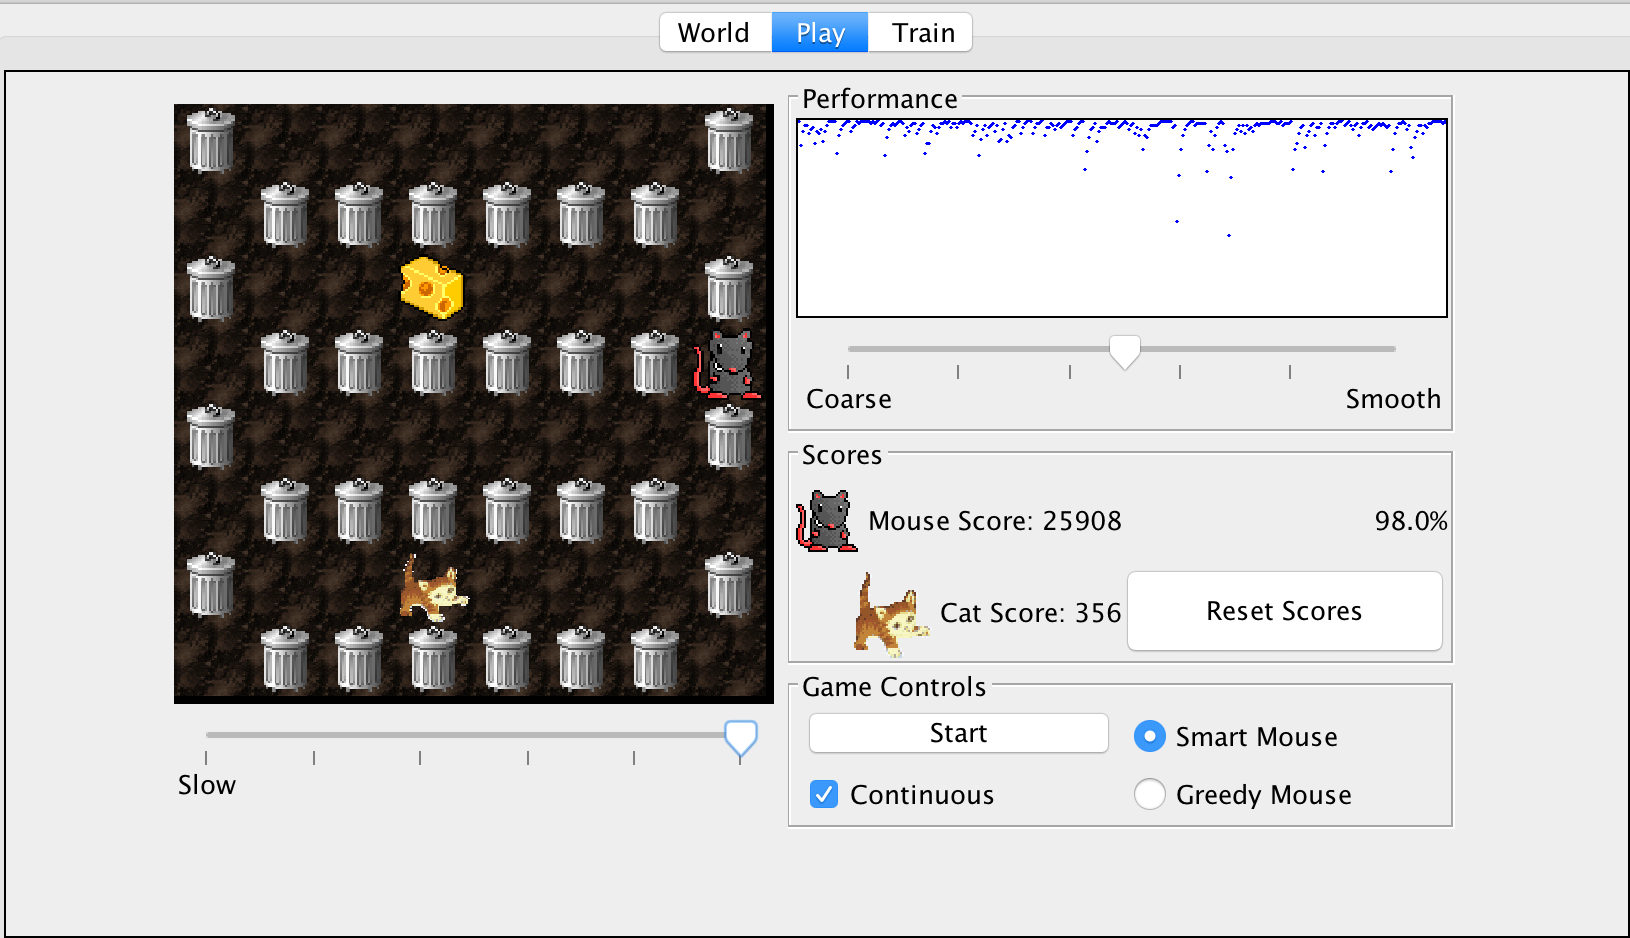 World Play Train
Performance
Coarse Smooth
Scores
Mouse Score: 25908 98.0%
Cat Score: 356 Reset Scores
Game Controls
Start Smart Mouse
Slow
Continuous Greedy Mouse